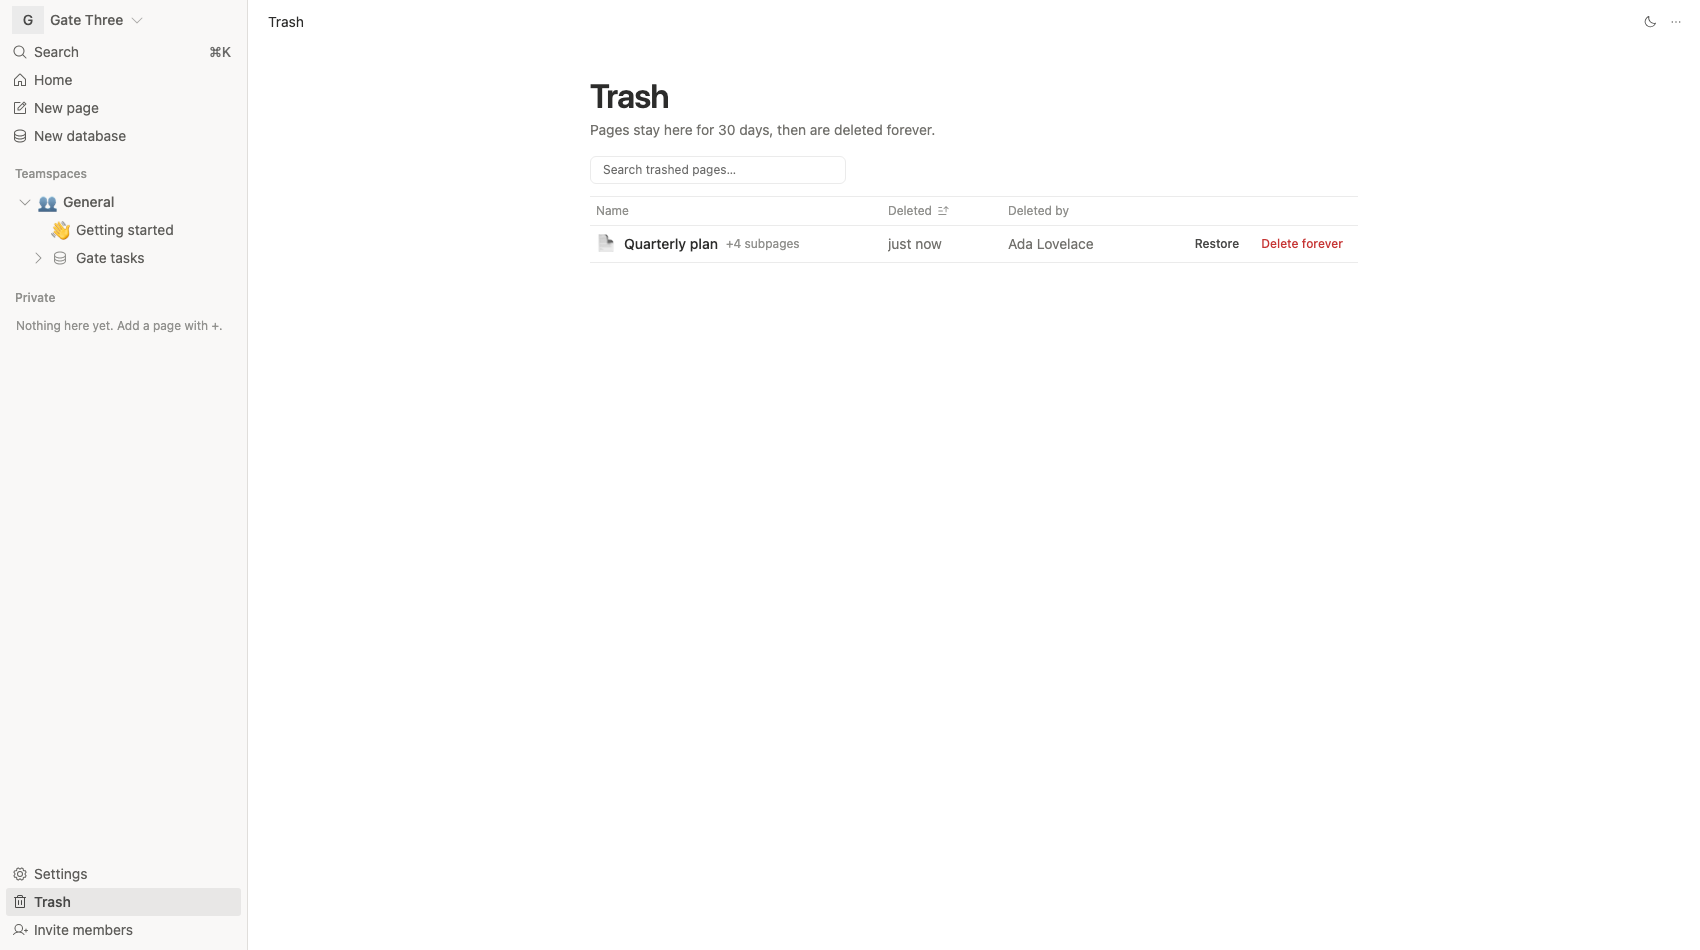 G Gate Three
Search ⌘K
Home
New page
New database
Teamspaces
General
Getting started
Gate tasks
Private
Nothing here yet. Add a page with +.
Settings
Trash
Invite members
Trash
Trash
Pages stay here for 30 days, then are deleted forever.
Search trashed pages...
Name Deleted Deleted by
Quarterly plan +4 subpages just now Ada Lovelace Restore Delete forever